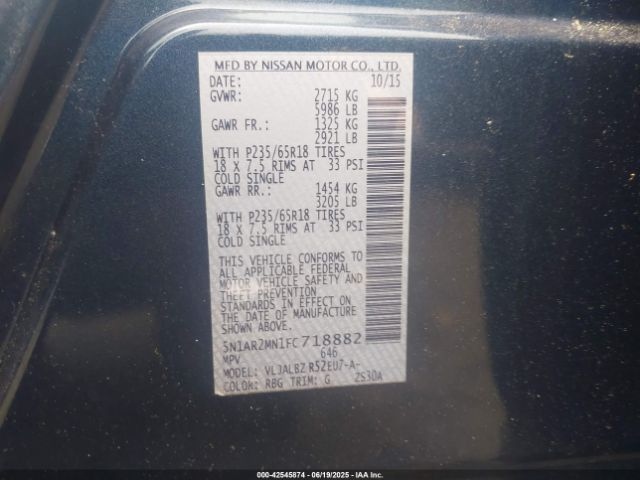 MFD BY NISSAN MOTOR CO., LTD.
DATE: 10/15
GVWR: 2715 KG
5986 LB
GAWR FR.: 1325 KG
2921 LB
WITH P235/65R18 TIRES
18 X 7.5 RIMS AT 33 PSI
COLD SINGLE
GAWR RR.: 1454 KG
3205 LB
WITH P235/65R18 TIRES
18 X 7.5 RIMS AT 33 PSI
COLD SINGLE
THIS VEHICLE CONFORMS TO
ALL APPLICABLE FEDERAL
MOTOR VEHICLE SAFETY AND
THEFT PREVENTION
STANDARDS IN EFFECT ON
THE DATE OF MANUFACTURE
SHOWN ABOVE.
5N1AR2MN1FC718882
MPV 646
MODEL: VLJALBZ R52EU7-A-
COLOR: RBG TRIM: G ZS30A
000-42545874 - 06/19/2025 - IAAI.com